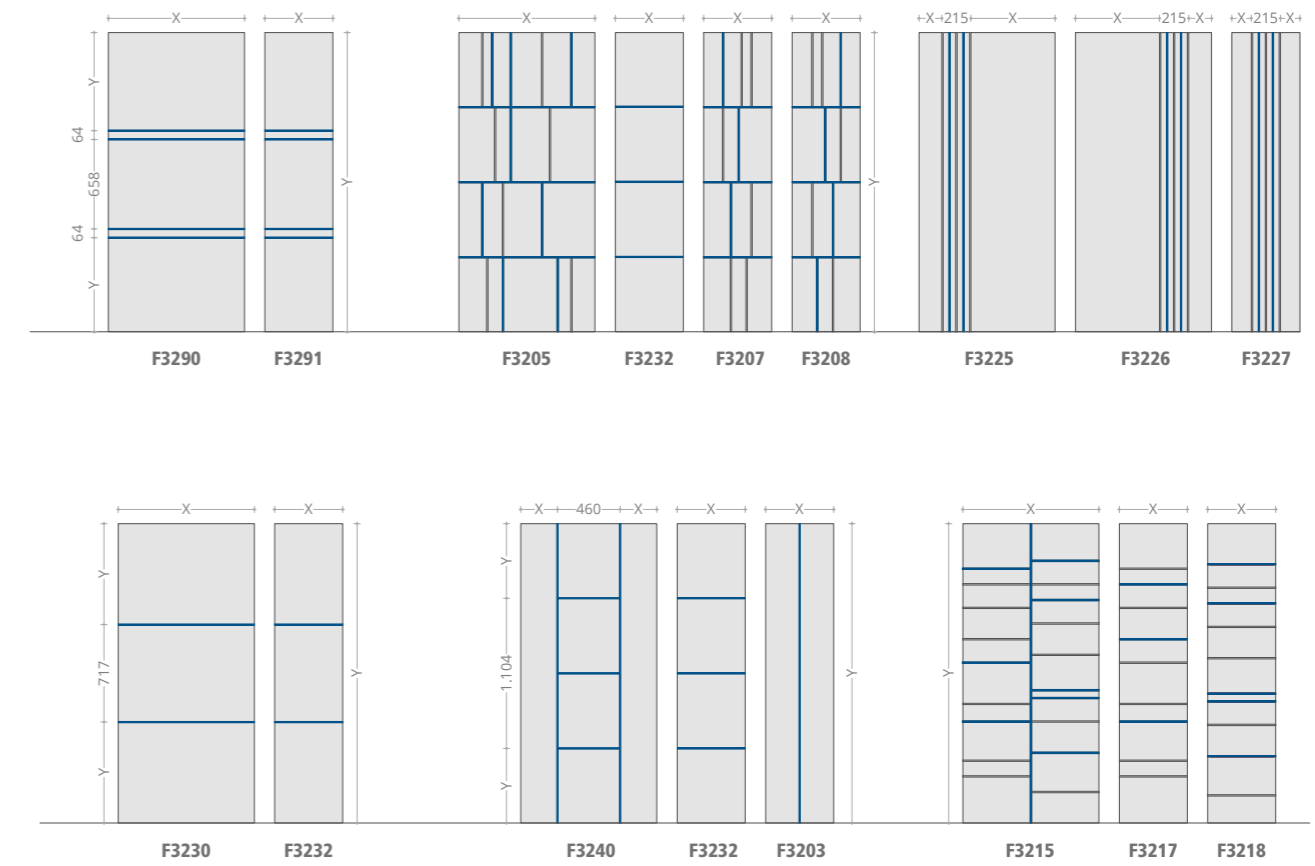 X X X X X X X 215 X X 215 X X 215 X
Y Y
64
658 Y Y
64
Y
F3290 F3291 F3205 F3232 F3207 F3208 F3225 F3226 F3227
X X X 460 X X X X X X
Y Y
717 Y 1.104 Y Y
Y Y
F3230 F3232 F3240 F3232 F3203 F3215 F3217 F3218